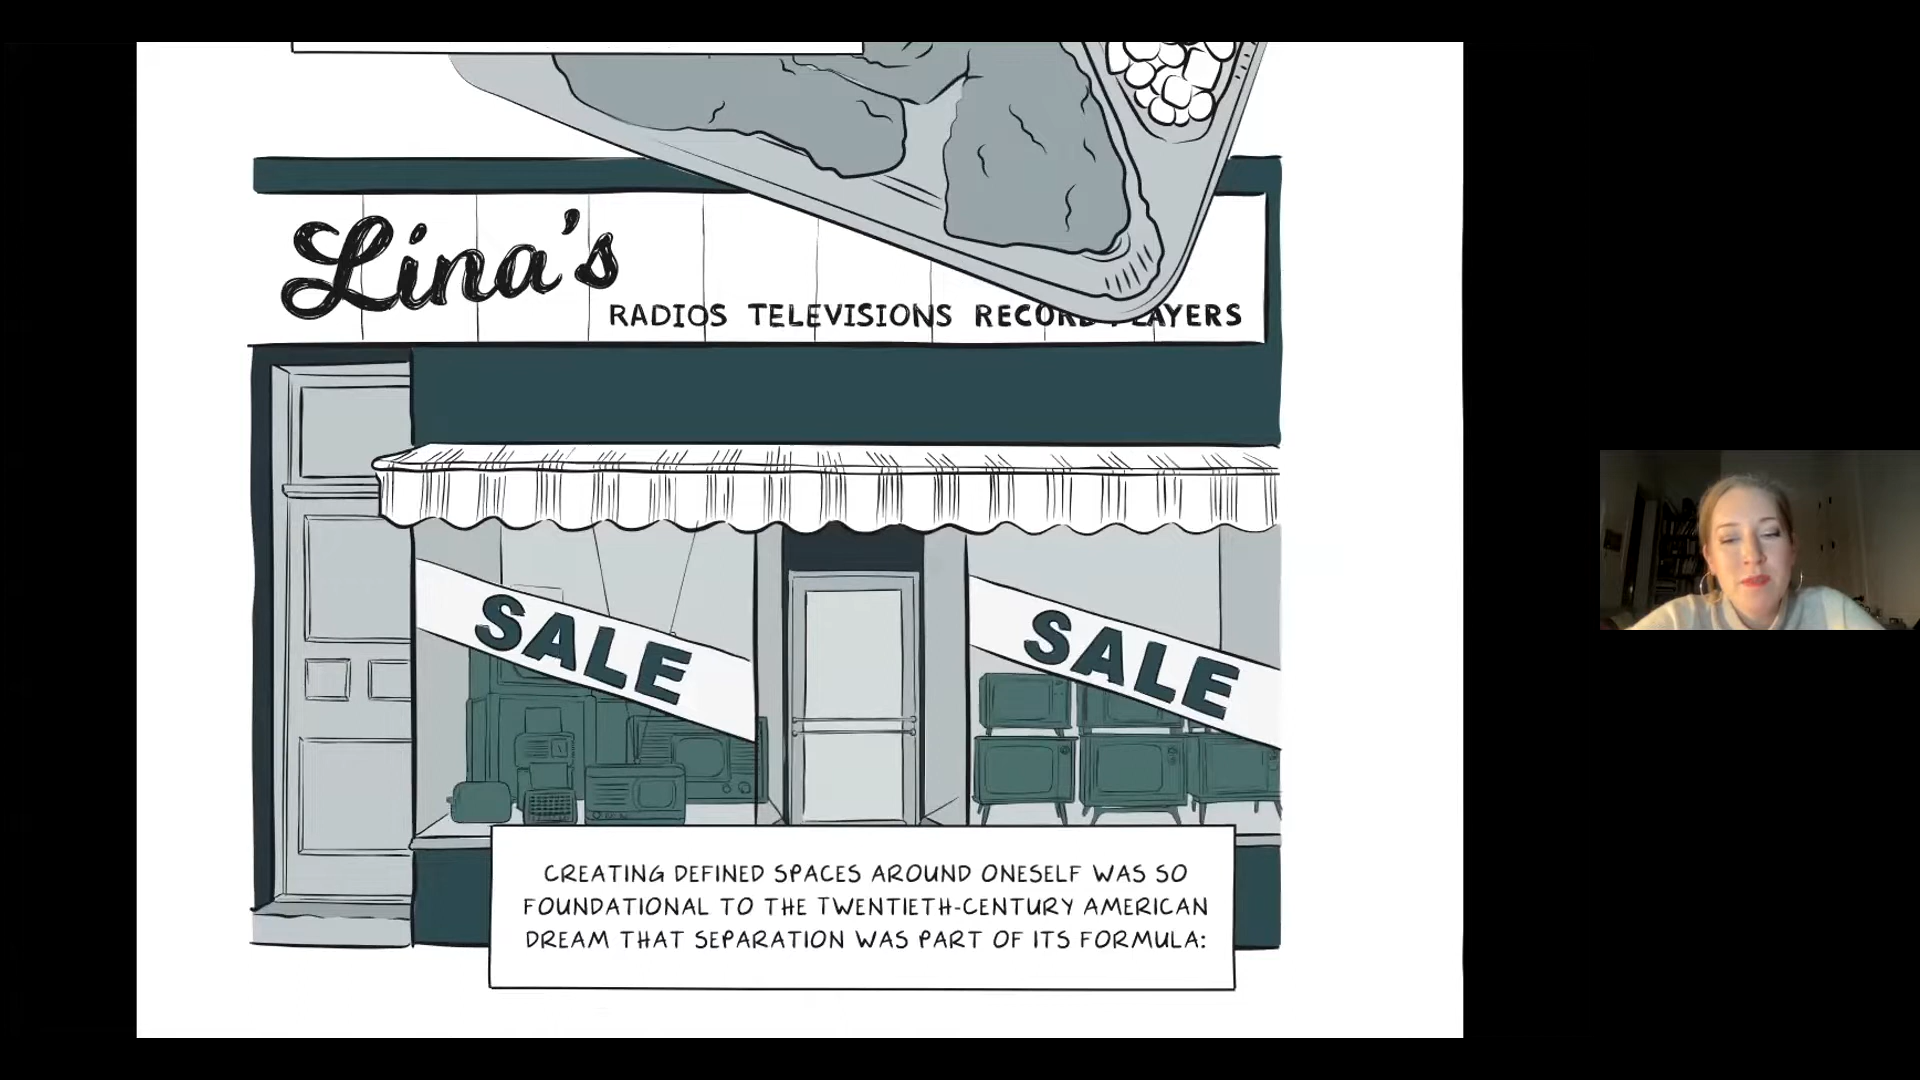 Lina's
RADIOS TELEVISIONS RECORD PLAYERS
SALE
SALE
CREATING DEFINED SPACES AROUND ONESELF WAS SO
FOUNDATIONAL TO THE TWENTIETH-CENTURY AMERICAN
DREAM THAT SEPARATION WAS PART OF ITS FORMULA: